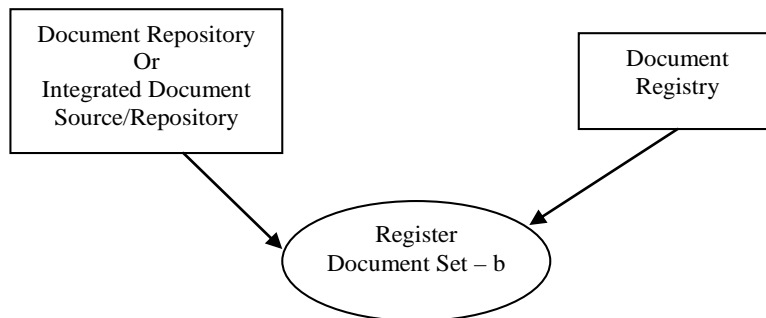 Document Repository
Or
Integrated Document
Source/Repository
Document
Registry
Register
Document Set – b